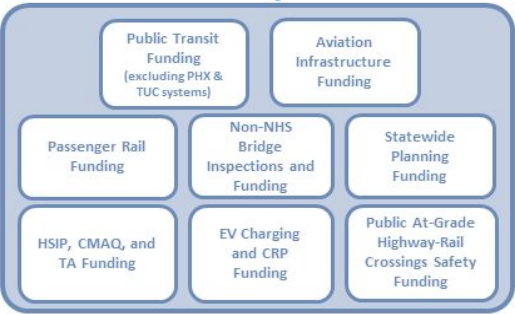 Public Transit
Funding
(excluding PHX &
TUC systems)
Aviation
Infrastructure
Funding
Passenger Rail
Funding
Non-NHS
Bridge
Inspections and
Funding
Statewide
Planning
Funding
HSIP, CMAQ, and
TA Funding
EV Charging
and CRP
Funding
Public At-Grade
Highway-Rail
Crossings Safety
Funding